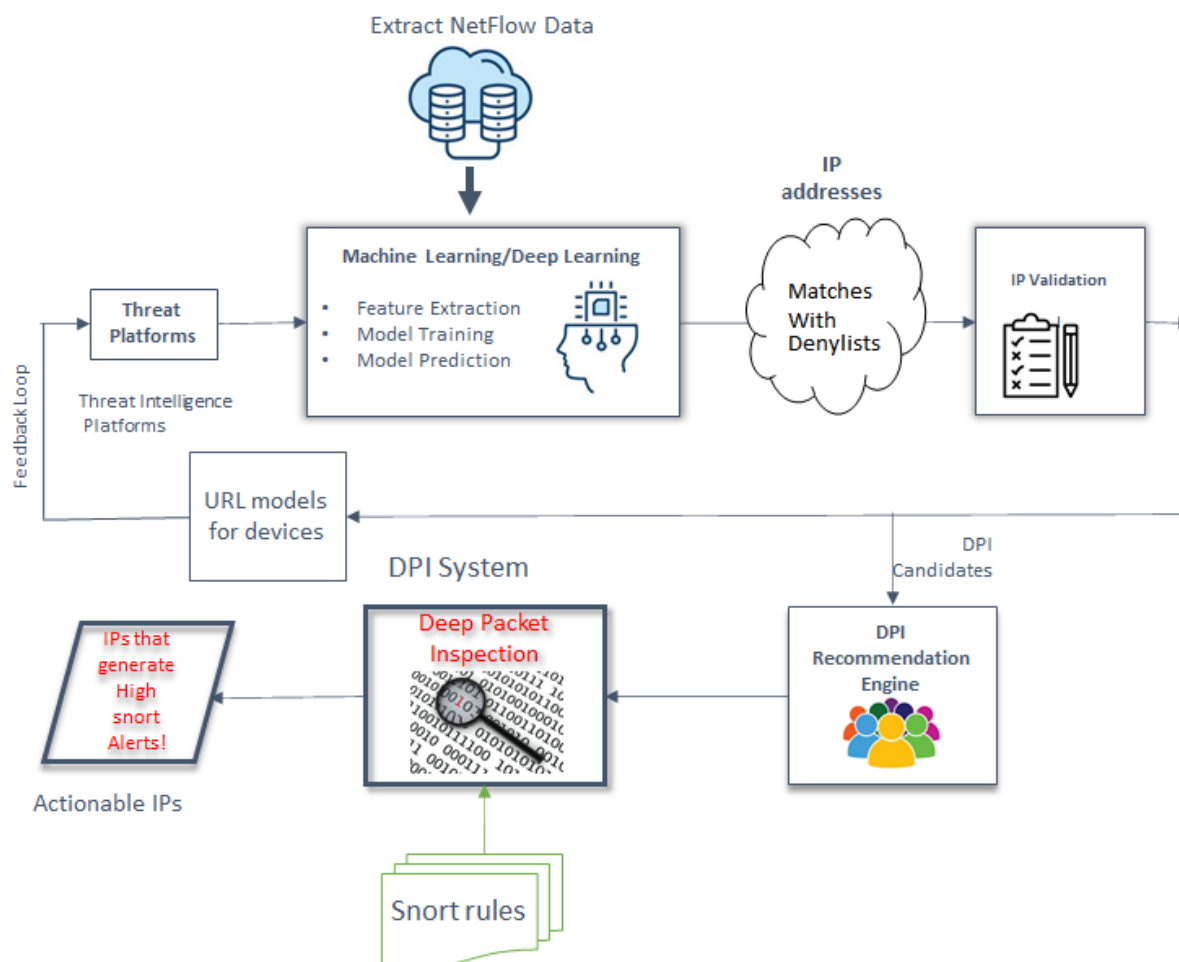 Extract NetFlow Data
IP
addresses
Machine Learning/Deep Learning
• Feature Extraction
• Model Training
• Model Prediction
Matches
With
Denylists
IP Validation
Threat
Platforms
Threat Intelligence
Platforms
Feedback Loop
URL models
for devices
DPI
Candidates
DPI System
Deep Packet
Inspection
DPI
Recommendation
Engine
IPs that
generate
High
snort
Alerts!
Actionable IPs
Snort rules